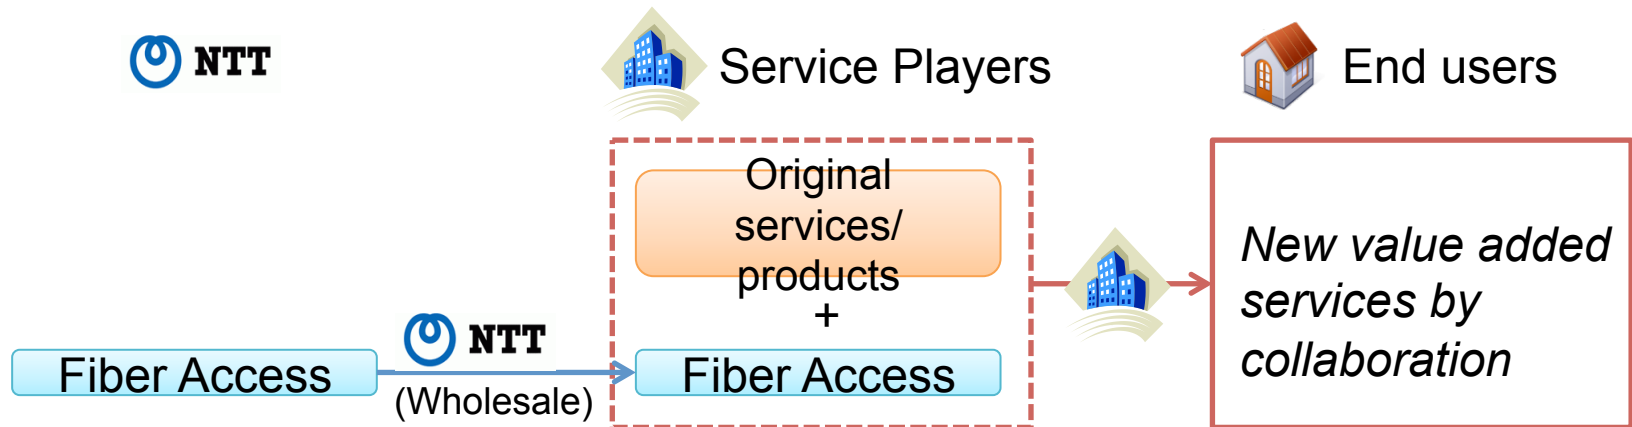 NTT
Service Players
End users
Original
services/
products
+
Fiber Access
NTT
(Wholesale)
Fiber Access
New value added
services by
collaboration